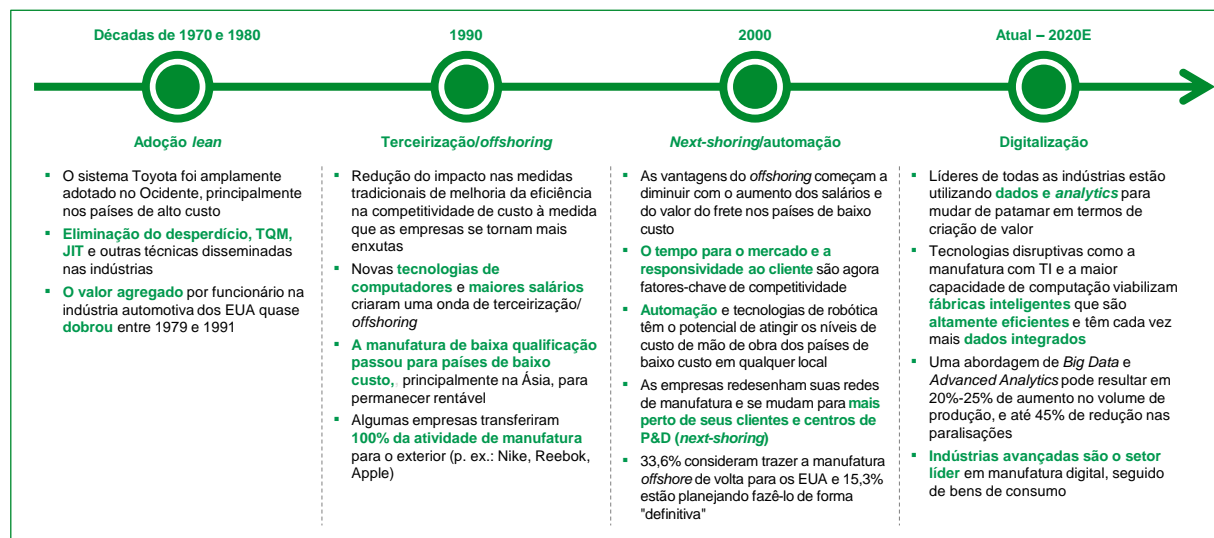 Décadas de 1970 e 1980
Adoção lean
▪ O sistema Toyota foi amplamente
adotado no Ocidente, principalmente
nos países de alto custo
▪ Eliminação do desperdício, TQM,
JIT e outras técnicas disseminadas
nas indústrias
▪ O valor agregado por funcionário na
indústria automotiva dos EUA quase
dobrou entre 1979 e 1991
1990
Terceirização/offshoring
▪ Redução do impacto nas medidas
tradicionais de melhoria da eficiência
na competitividade de custo à medida
que as empresas se tornam mais
enxutas
▪ Novas tecnologias de
computadores e maiores salários
criaram uma onda de terceirização/
offshoring
▪ A manufatura de baixa qualificação
passou para países de baixo
custo, principalmente na Ásia, para
permanecer rentável
▪ Algumas empresas transferiram
100% da atividade de manufatura
para o exterior (p. ex.: Nike, Reebok,
Apple)
2000
Next-shoring/automação
▪ As vantagens do offshoring começam a
diminuir com o aumento dos salários e
do valor do frete nos países de baixo
custo
▪ O tempo para o mercado e a
responsividade ao cliente são agora
fatores-chave de competitividade
▪ Automação e tecnologias de robótica
têm o potencial de atingir os níveis de
custo de mão de obra dos países de
baixo custo em qualquer local
▪ As empresas redesenham suas redes
de manufatura e se mudam para mais
perto de seus clientes e centros de
P&D (next-shoring)
▪ 33,6% consideram trazer a manufatura
offshore de volta para os EUA e 15,3%
estão planejando fazê-lo de forma
"definitiva"
Atual – 2020E
Digitalização
▪ Líderes de todas as indústrias estão
utilizando dados e analytics para
mudar de patamar em termos de
criação de valor
▪ Tecnologias disruptivas como a
manufatura com TI e a maior
capacidade de computação viabilizam
fábricas inteligentes que são
altamente eficientes e têm cada vez
mais dados integrados
▪ Uma abordagem de Big Data e
Advanced Analytics pode resultar em
20%-25% de aumento no volume de
produção, e até 45% de redução nas
paralisações
▪ Indústrias avançadas são o setor
líder em manufatura digital, seguido
de bens de consumo